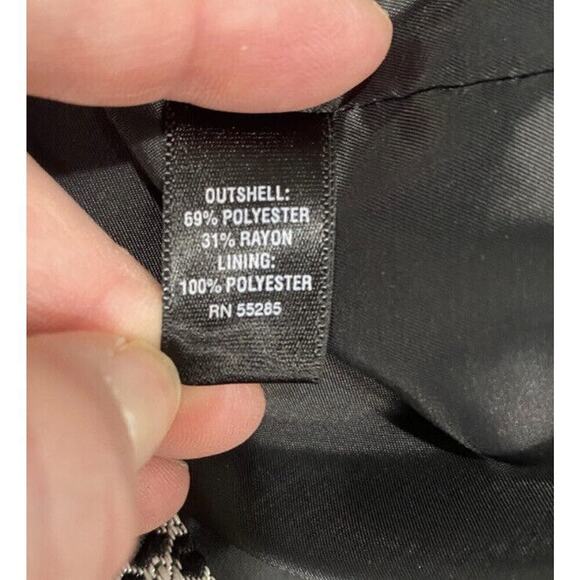 OUTSHELL:
69% POLYESTER
31% RAYON
LINING:
100% POLYESTER
RN 55285